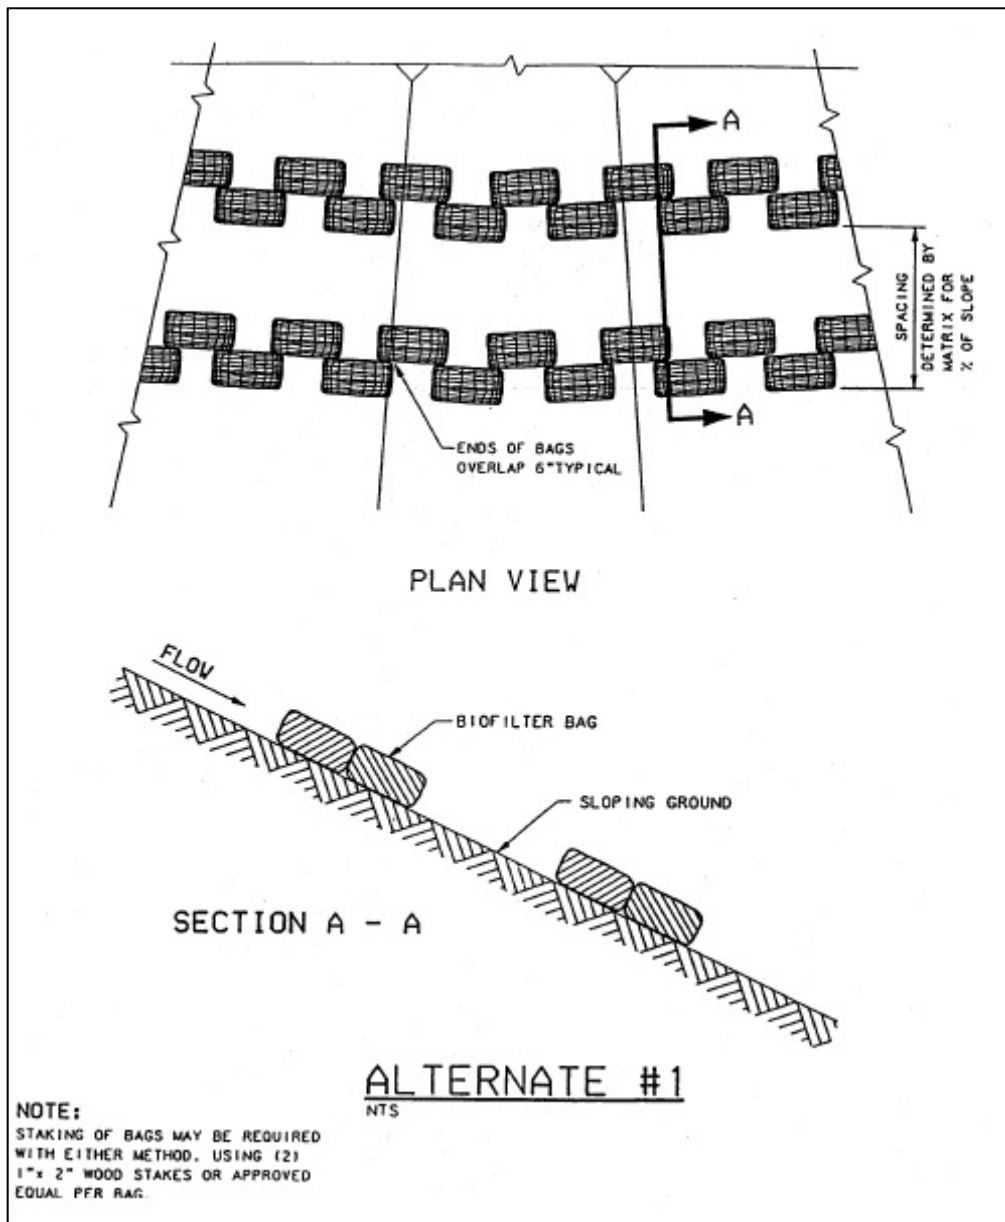 A
SPACING
DETERMINED BY
MATRIX FOR
% OF SLOPE
A
ENDS OF BAGS
OVERLAP 6"TYPICAL
PLAN VIEW
FLOW
BIOFILTER BAG
SLOPING GROUND
SECTION A - A
ALTERNATE #1
NTS
NOTE:
STAKING OF BAGS MAY BE REQUIRED
WITH EITHER METHOD. USING (2)
1"x 2" WOOD STAKES OR APPROVED
EQUAL PER BAG.